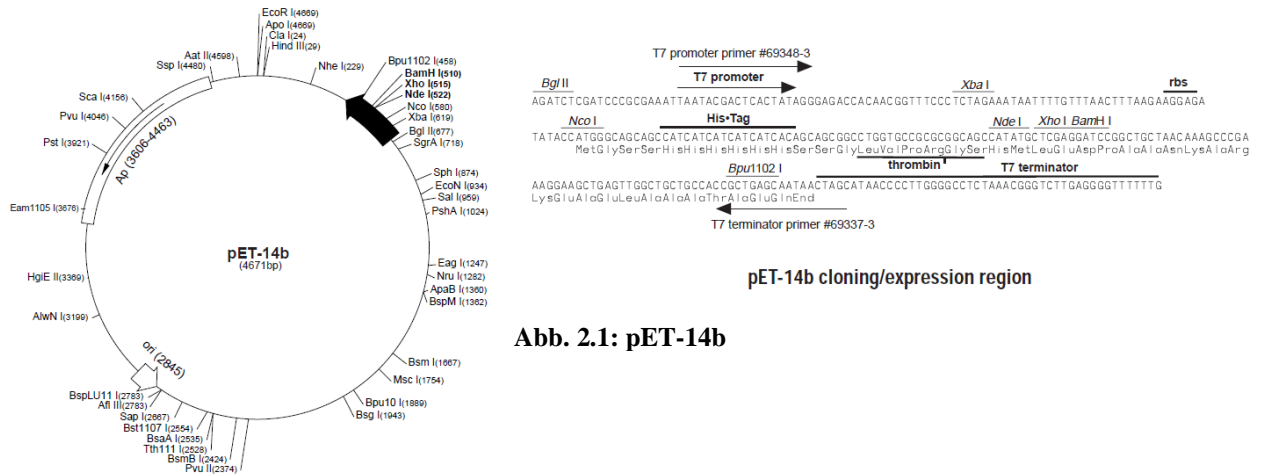 EcoR I(4669)
Apo I(4669)
Cla I(24)
Hind III(29)
Aat II(4598)
Ssp I(4480)
Nhe I(229)
Bpu1102 I(458)
BamH I(510)
Xho I(515)
Nde I(522)
Nco I(580)
Xba I(619)
Bgl II(677)
SgrA I(718)
Sca I(4156)
Pvu I(4046)
Pst I(3921)
Ap (3606-4463)
Sph I(874)
EcoN I(934)
Sal I(959)
PshA I(1024)
Eam1105 I(3676)
pET-14b
(4671bp)
Eag I(1247)
Nru I(1282)
ApaB I(1360)
BspM I(1362)
HgiE II(3369)
AlwN I(3199)
ori (2845)
Bsm I(1667)
Msc I(1754)
Bpu10 I(1889)
Bsg I(1943)
BspLU11 I(2783)
Afl III(2783)
Sap I(2667)
Bst1107 I(2554)
BsaA I(2535)
Tth111 I(2528)
BsmB I(2424)
Pvu II(2374)
T7 promoter primer #69348-3
Bgl II T7 promoter Xba I rbs
AGATCTCGATCCCGCGAAATTAATACGACTCACTATAGGGAGACCACAACGGTTTCCCTCTAGAAATAATTTTGTTTAACTTTAAGAAGGAGA
Nco I His•Tag Nde I Xho I BamH I
TATACCATGGGCAGCAGCCATCATCATCATCATCACAGCAGCGGCCTGGTGCCGCGCGGCAGCCATATGCTCGAGGATCCGGCTGCTAACAAAGCCCGA
MetGlySerSerHisHisHisHisHisHisSerSerGlyLeuValProArgGlySerHisMetLeuGluAspProAlaAlaAsnLysAlaArg
Bpu1102 I thrombin T7 terminator
AAGGAAGCTGAGTTGGCTGCTGCCACCGCTGAGCAATAACTAGCATAACCCCTTGGGGCCTCTAAACGGGTCTTGAGGGGTTTTTTG
LysGluAlaGluLeuAlaAlaAlaThrAlaGluGlnEnd
T7 terminator primer #69337-3
pET-14b cloning/expression region
Abb. 2.1: pET-14b